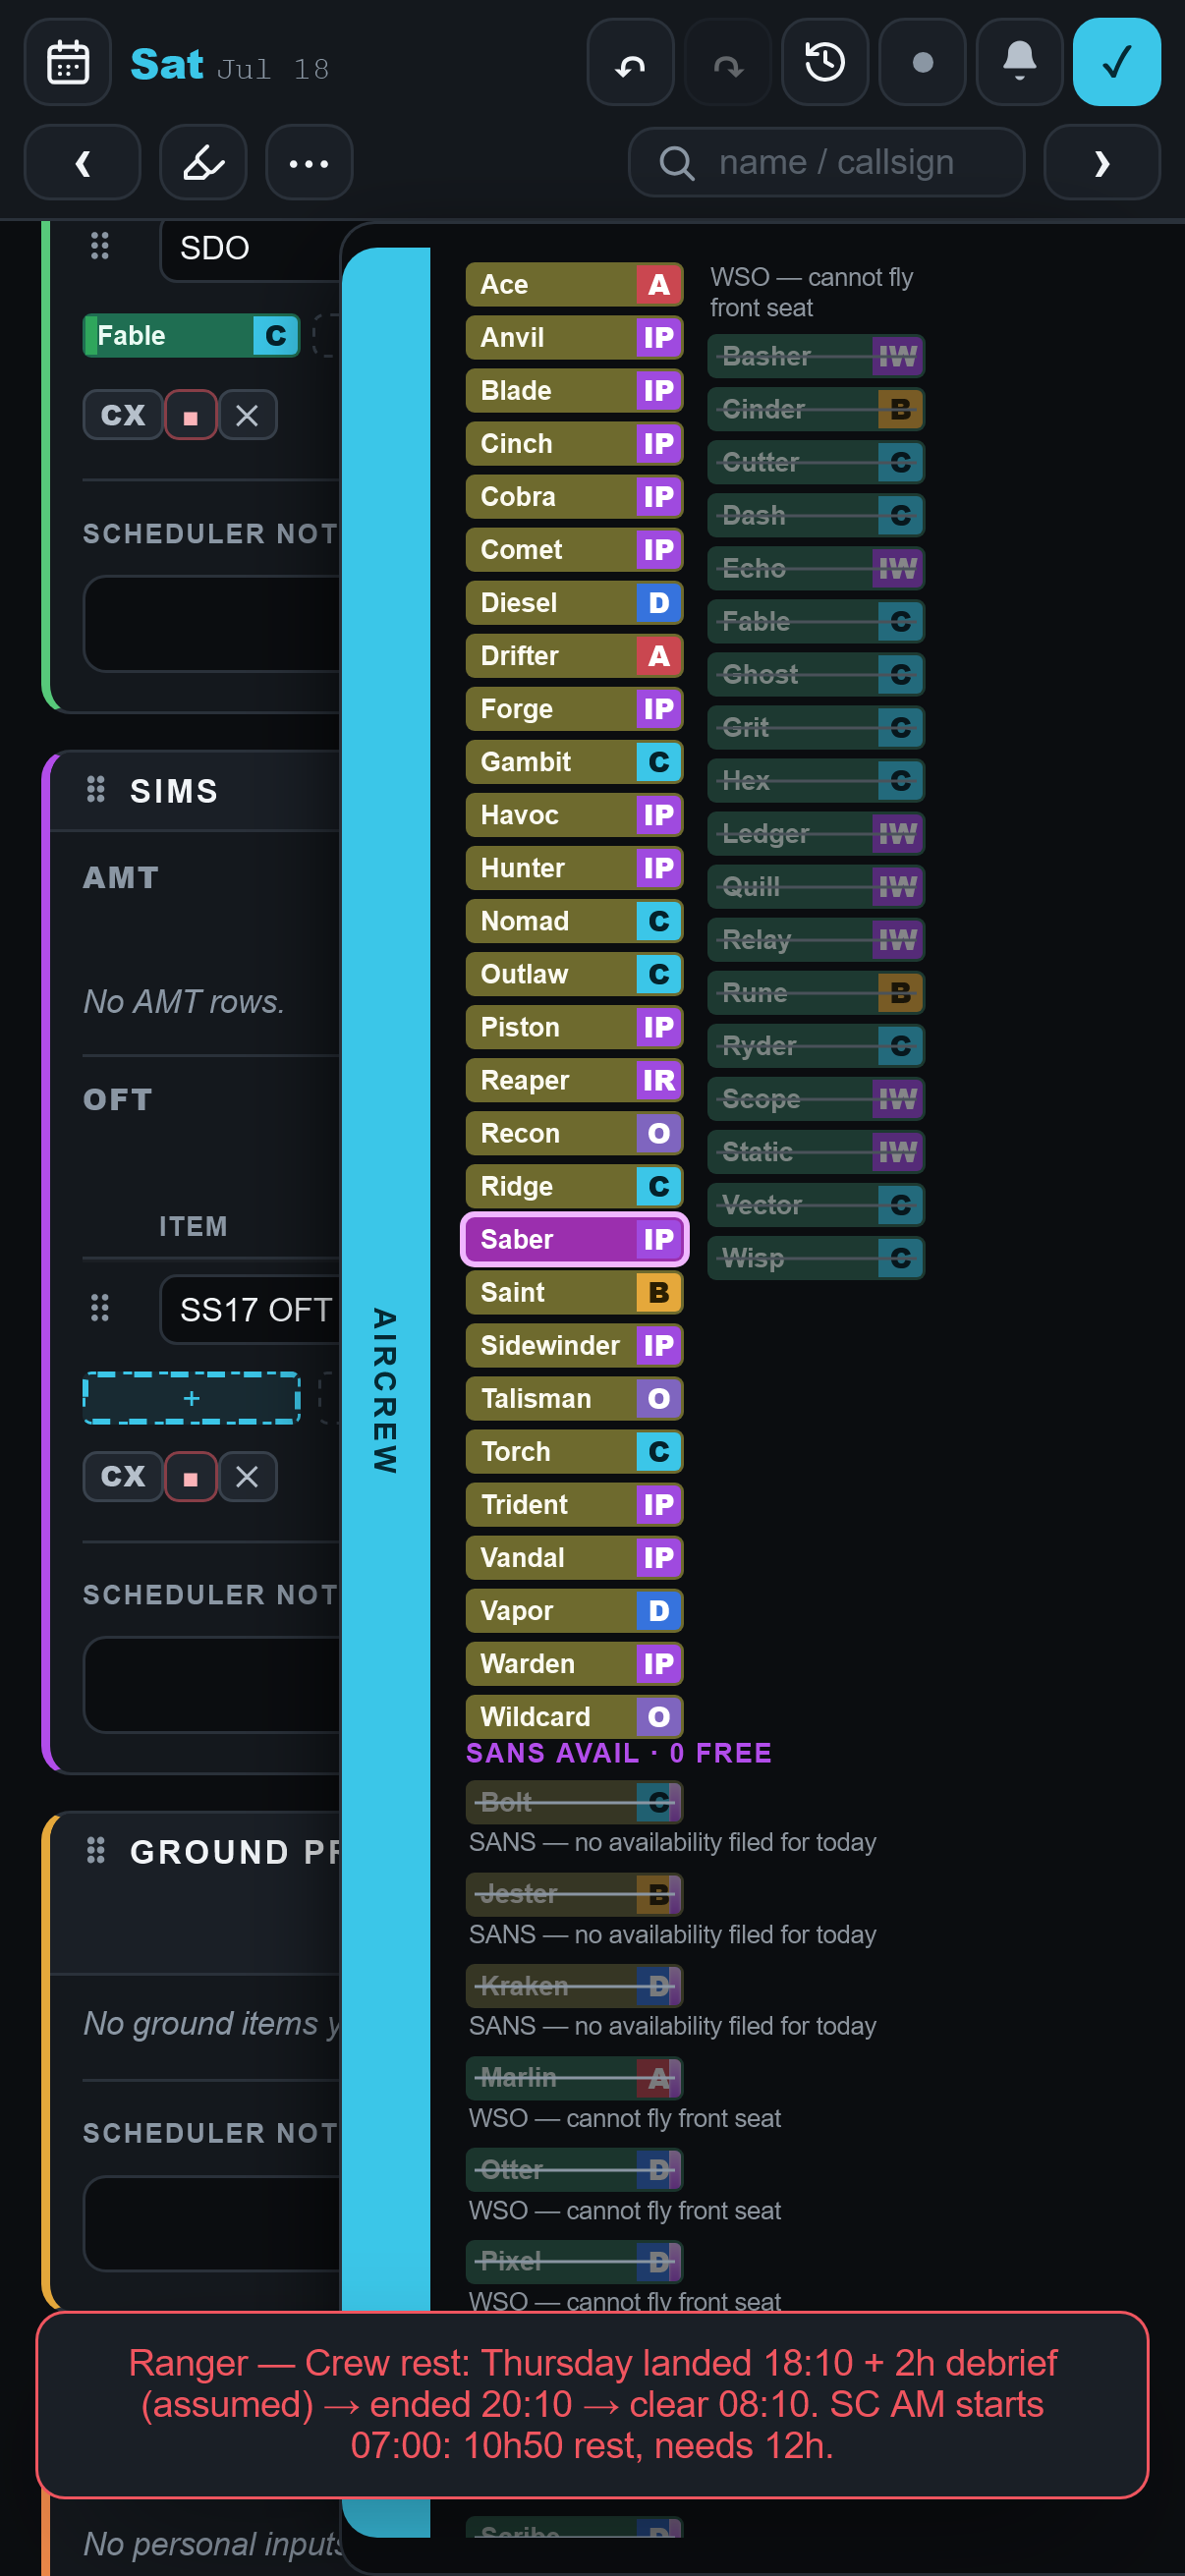 Sat Jul 18
name / callsign
SDO
Fable C
CX
SCHEDULER NOT
SIMS
AMT
No AMT rows.
OFT
ITEM
SS17 OFT
+
CX
SCHEDULER NOT
GROUND PR
No ground items y
SCHEDULER NOT
No personal inputs
AIRCREW
Ace A
Anvil IP
Blade IP
Cinch IP
Cobra IP
Comet IP
Diesel D
Drifter A
Forge IP
Gambit C
Havoc IP
Hunter IP
Nomad C
Outlaw C
Piston IP
Reaper IR
Recon O
Ridge C
Saber IP
Saint B
Sidewinder IP
Talisman O
Torch C
Trident IP
Vandal IP
Vapor D
Warden IP
Wildcard O
WSO — cannot fly
front seat
Basher IW
Cinder B
Cutter C
Dash C
Echo IW
Fable C
Ghost C
Grit C
Hex C
Ledger IW
Quill IW
Relay IW
Rune B
Ryder C
Scope IW
Static IW
Vector C
Wisp C
SANS AVAIL · 0 FREE
Bolt C
SANS — no availability filed for today
Jester B
SANS — no availability filed for today
Kraken D
SANS — no availability filed for today
Marlin A
WSO — cannot fly front seat
Otter D
WSO — cannot fly front seat
Pixel D
WSO — cannot fly front seat
Ranger — Crew rest: Thursday landed 18:10 + 2h debrief
(assumed) → ended 20:10 → clear 08:10. SC AM starts
07:00: 10h50 rest, needs 12h.
Scribe D